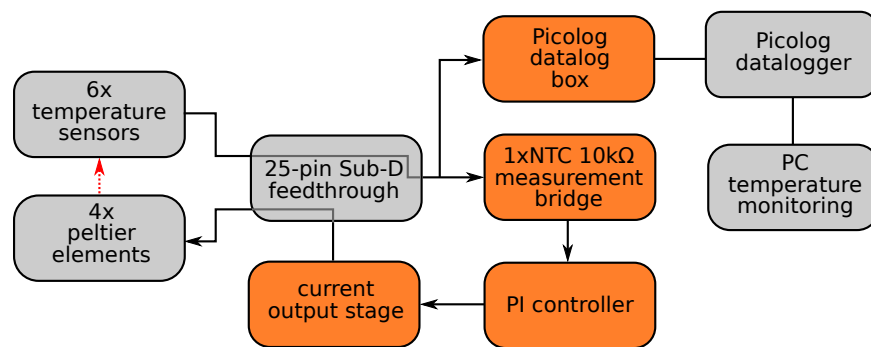 Picolog
datalog
box
Picolog
datalogger
6x
temperature
sensors
25-pin Sub-D
feedthrough
1xNTC 10kΩ
measurement
bridge
PC
temperature
monitoring
4x
peltier
elements
current
output stage
PI controller